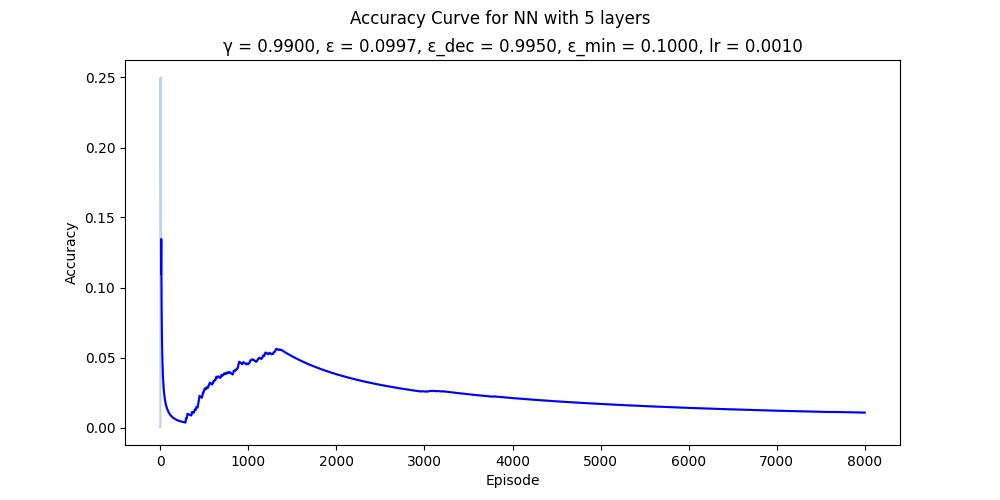 Accuracy Curve for NN with 5 layers
γ = 0.9900, ε = 0.0997, ε_dec = 0.9950, ε_min = 0.1000, lr = 0.0010
0.25
0.20
0.15
0.10
0.05
0.00
Accuracy
0 1000 2000 3000 4000 5000 6000 7000 8000
Episode